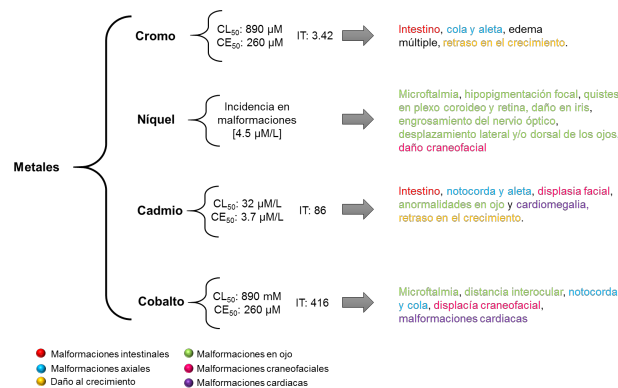 Metales
Cromo
CL50: 890 µM
CE50: 260 µM
IT: 3.42
Intestino, cola y aleta, edema
múltiple, retraso en el crecimiento.
Níquel
Incidencia en
malformaciones
[4.5 µM/L]
Microftalmia, hipopigmentación focal, quistes
en plexo coroideo y retina, daño en iris,
engrosamiento del nervio óptico,
desplazamiento lateral y/o dorsal de los ojos
daño craneofacial
Cadmio
CL50: 32 µM/L
CE50: 3.7 µM/L
IT: 86
Intestino, notocorda y aleta, displasia facial,
anormalidades en ojo y cardiomegalia,
retraso en el crecimiento.
Cobalto
CL50: 890 mM
CE50: 260 µM
IT: 416
Microftalmia, distancia interocular, notocorda
y cola, displacía craneofacial,
malformaciones cardiacas
Malformaciones intestinales
Malformaciones axiales
Daño al crecimiento
Malformaciones en ojo
Malformaciones craneofaciales
Malformaciones cardiacas